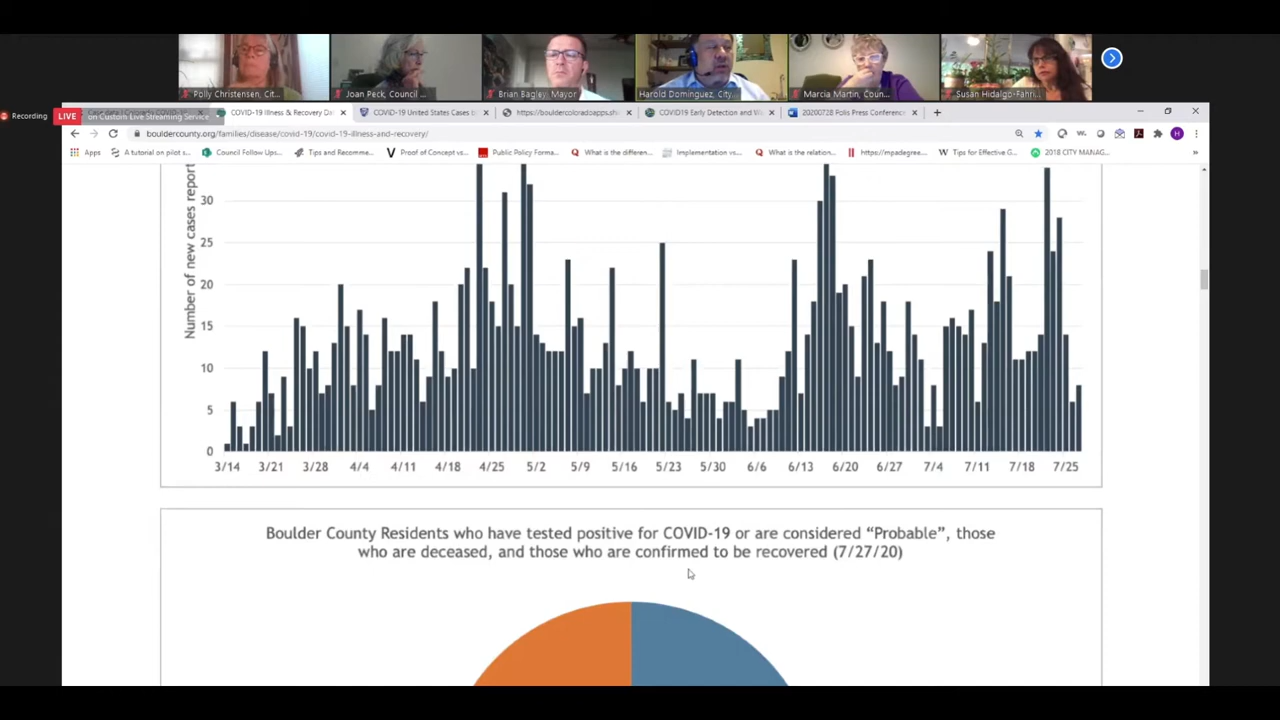 Polly Christensen, Cit...
Joan Peck, Council ...
Brian Bagley, Mayor
Harold Dominguez, City...
Marcia Martin, Coun...
Susan Hidalgo-Fahri...
Recording
LIVE
on Custom Live Streaming Service
COVID-19 Illness & Recovery Da
COVID-19 United States Cases b
https://bouldercoloradoapps.sha
COVID19 Early Detection and W
20200728 Polis Press Conference
bouldercounty.org/families/disease/covid-19/covid-19-illness-and-recovery/
Apps
A tutorial on pilot s...
Council Follow Ups...
Tips and Recomme...
Proof of Concept vs...
Public Policy Forma...
What is the differen...
Implementation vs...
What is the relation...
https://mpadegree...
Tips for Effective G...
2018 CITY MANAG...
Number of new cases report
30
25
20
15
10
5
0
3/14 3/21 3/28 4/4 4/11 4/18 4/25 5/2 5/9 5/16 5/23 5/30 6/6 6/13 6/20 6/27 7/4 7/11 7/18 7/25
Boulder County Residents who have tested positive for COVID-19 or are considered “Probable”, those
who are deceased, and those who are confirmed to be recovered (7/27/20)